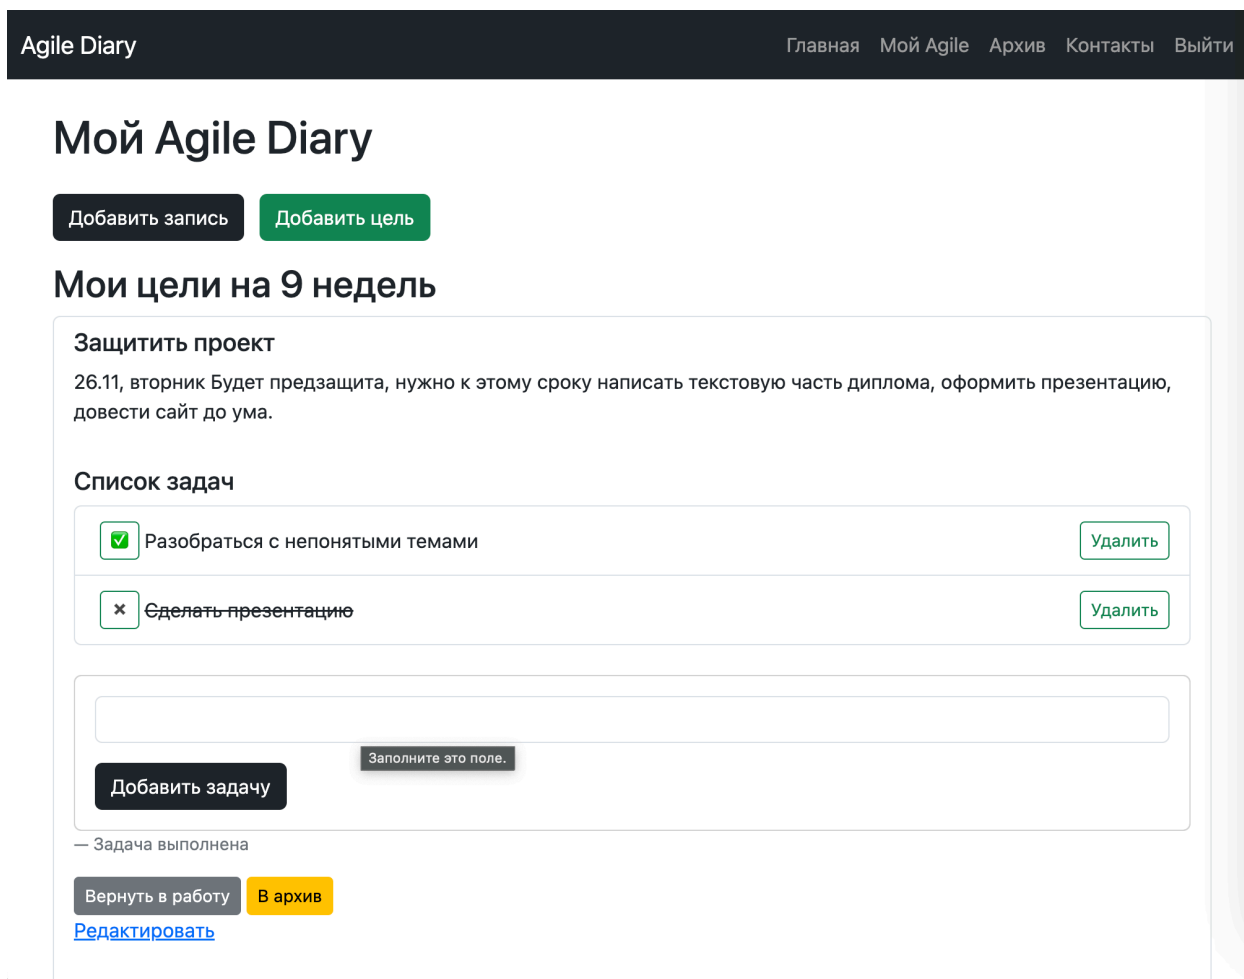 Agile Diary
Главная Мой Agile Архив Контакты Выйти
Мой Agile Diary
Добавить запись Добавить цель
Мои цели на 9 недель
Защитить проект
26.11, вторник Будет предзащита, нужно к этому сроку написать текстовую часть диплома, оформить презентацию,
довести сайт до ума.
Список задач
Разобраться с непонятыми темами Удалить
Сделать презентацию Удалить
Заполните это поле.
Добавить задачу
— Задача выполнена
Вернуть в работу В архив
Редактировать